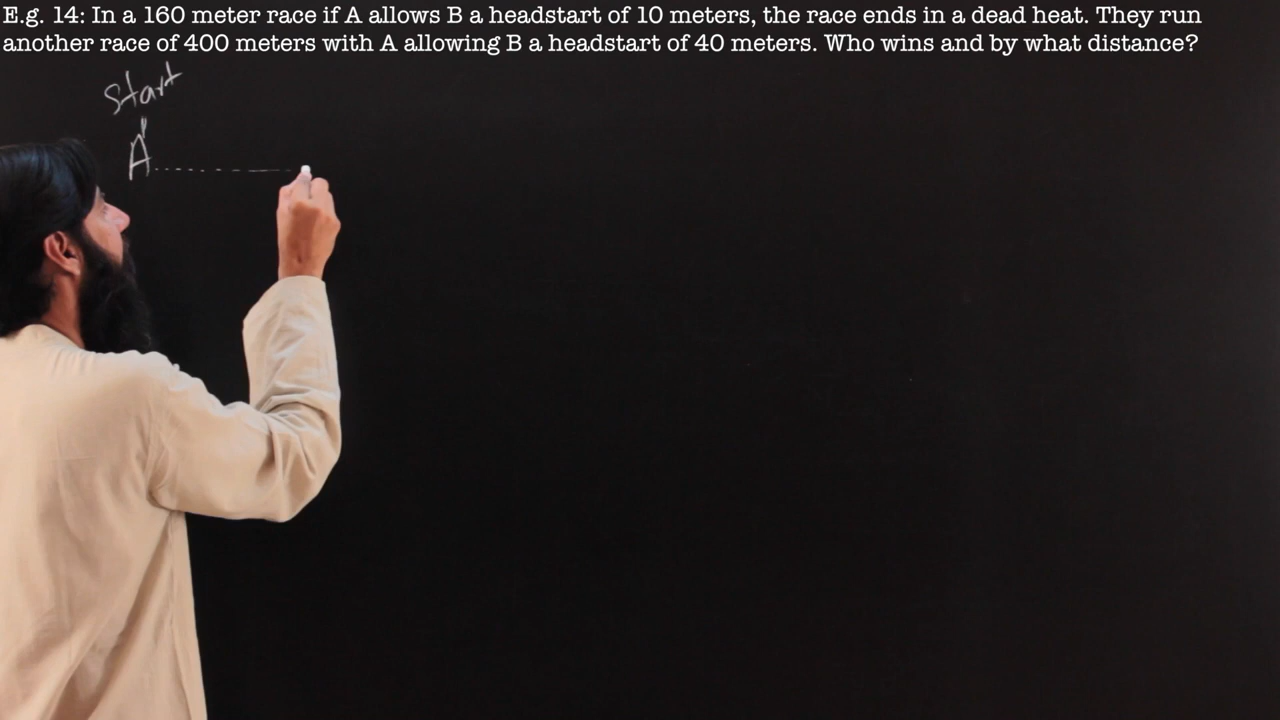 E.g. 14: In a 160 meter race if A allows B a headstart of 10 meters, the race ends in a dead heat. They run
another race of 400 meters with A allowing B a headstart of 40 meters. Who wins and by what distance?
Start
A